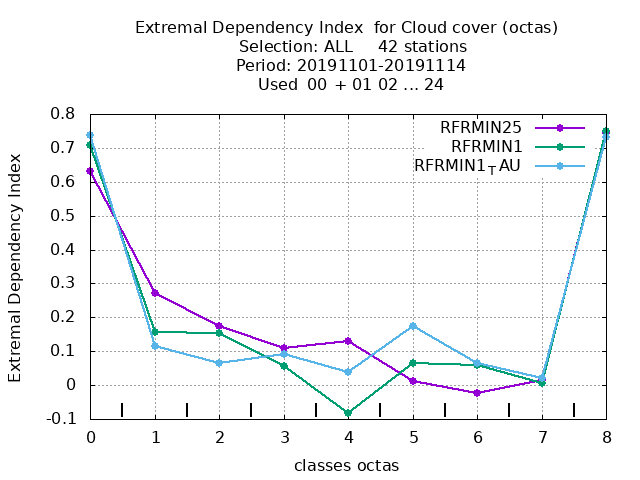 Extremal Dependency Index  for Cloud cover (octas)
Selection: ALL     42 stations
Period: 20191101-20191114
Used  00 + 01 02 ... 24
RFRMIN25
RFRMIN1
RFRMIN1TAU
0.8
0.7
0.6
0.5
0.4
0.3
0.2
0.1
0
-0.1
Extremal Dependency Index
0 1 2 3 4 5 6 7 8
classes octas